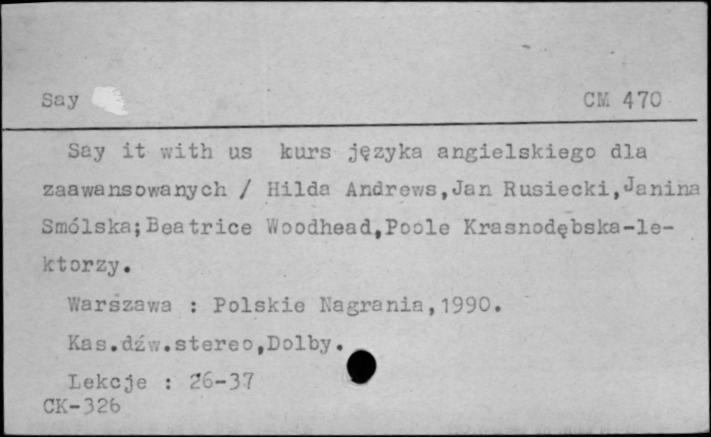 Say CM 470
Say it with us kurs języka angielskiego dla
zaawansowanych / Hilda Andrews,Jan Rusiecki,Janina
Smólska;Beatrice Woodhead,Poole Krasnodębska-le-
ktorzy.
Warszawa : Polskie Nagrania,1990.
Kas.dźw.stereo,Dolby.
Lekcje : 26-37
CK-326